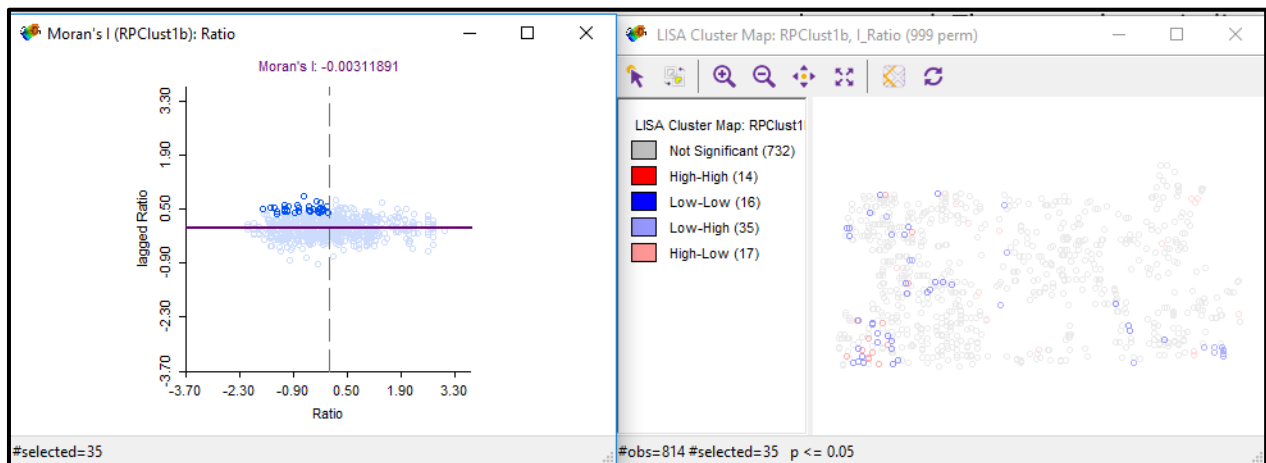 Moran's I (RPClust1b): Ratio
Moran's I: -0.00311891
3.30
1.90
0.50
-0.90
-2.30
-3.70
lagged Ratio
-3.70 -2.30 -0.90 0.50 1.90 3.30
Ratio
#selected=35
LISA Cluster Map: RPClust1b, I_Ratio (999 perm)
LISA Cluster Map: RPClust1
Not Significant (732)
High-High (14)
Low-Low (16)
Low-High (35)
High-Low (17)
#obs=814 #selected=35 p <= 0.05